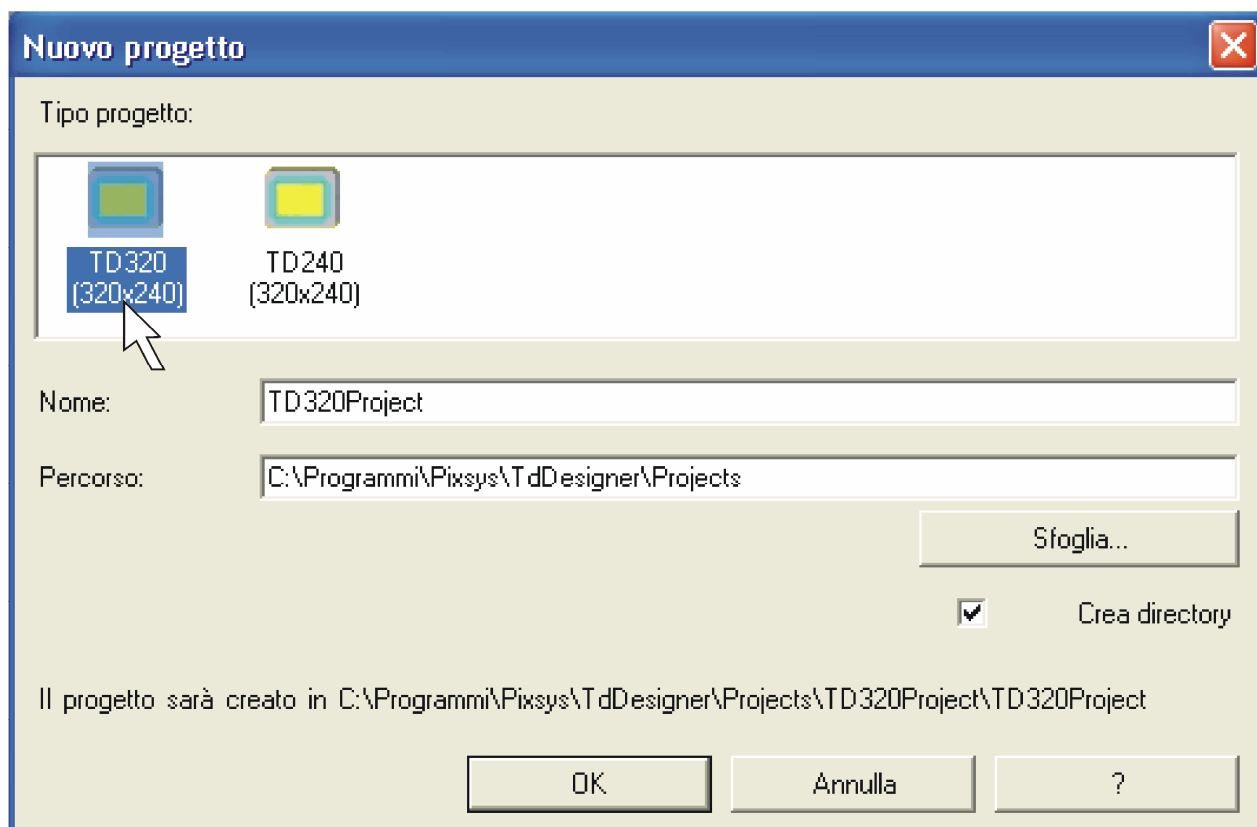 Nuovo progetto
Tipo progetto:
TD320
(320x240)
TD240
(320x240)
Nome:
TD320Project
Percorso:
C:\Programmi\Pixsys\TdDesigner\Projects
Sfoglia...
Crea directory
Il progetto sarà creato in C:\Programmi\Pixsys\TdDesigner\Projects\TD320Project\TD320Project
OK
Annulla
?